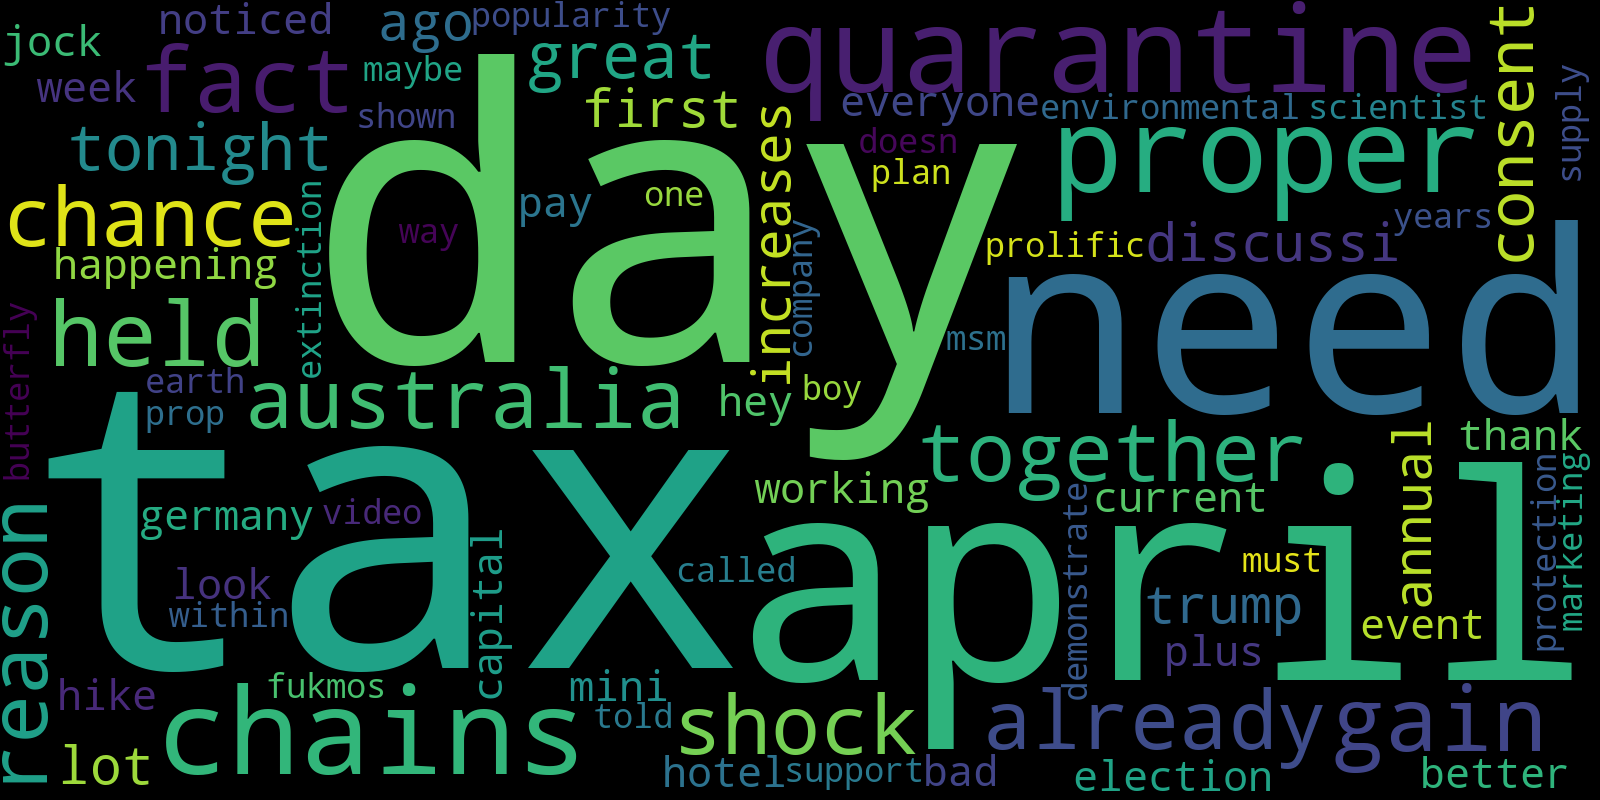 jock
noticed
ago
popularity
quarantine
consent
week
fact
maybe
great
shown
first
everyone
environmental
scientist
supply
tonight
day
increases
doesn
proper
chance
extinction
way
pay
one
plan
years
happening
company
prolific
discussi
need
held
butterfly
msm
earth
prop
australia
hey
boy
together
thank
tax
reason
germany
video
working
april
current
annual
protection
marketing
look
within
capital
called
demonstrate
must
trump
event
plus
hike
fukmos
mini
told
chains
shock
already
gain
lot
hotel
support
bad
election
better